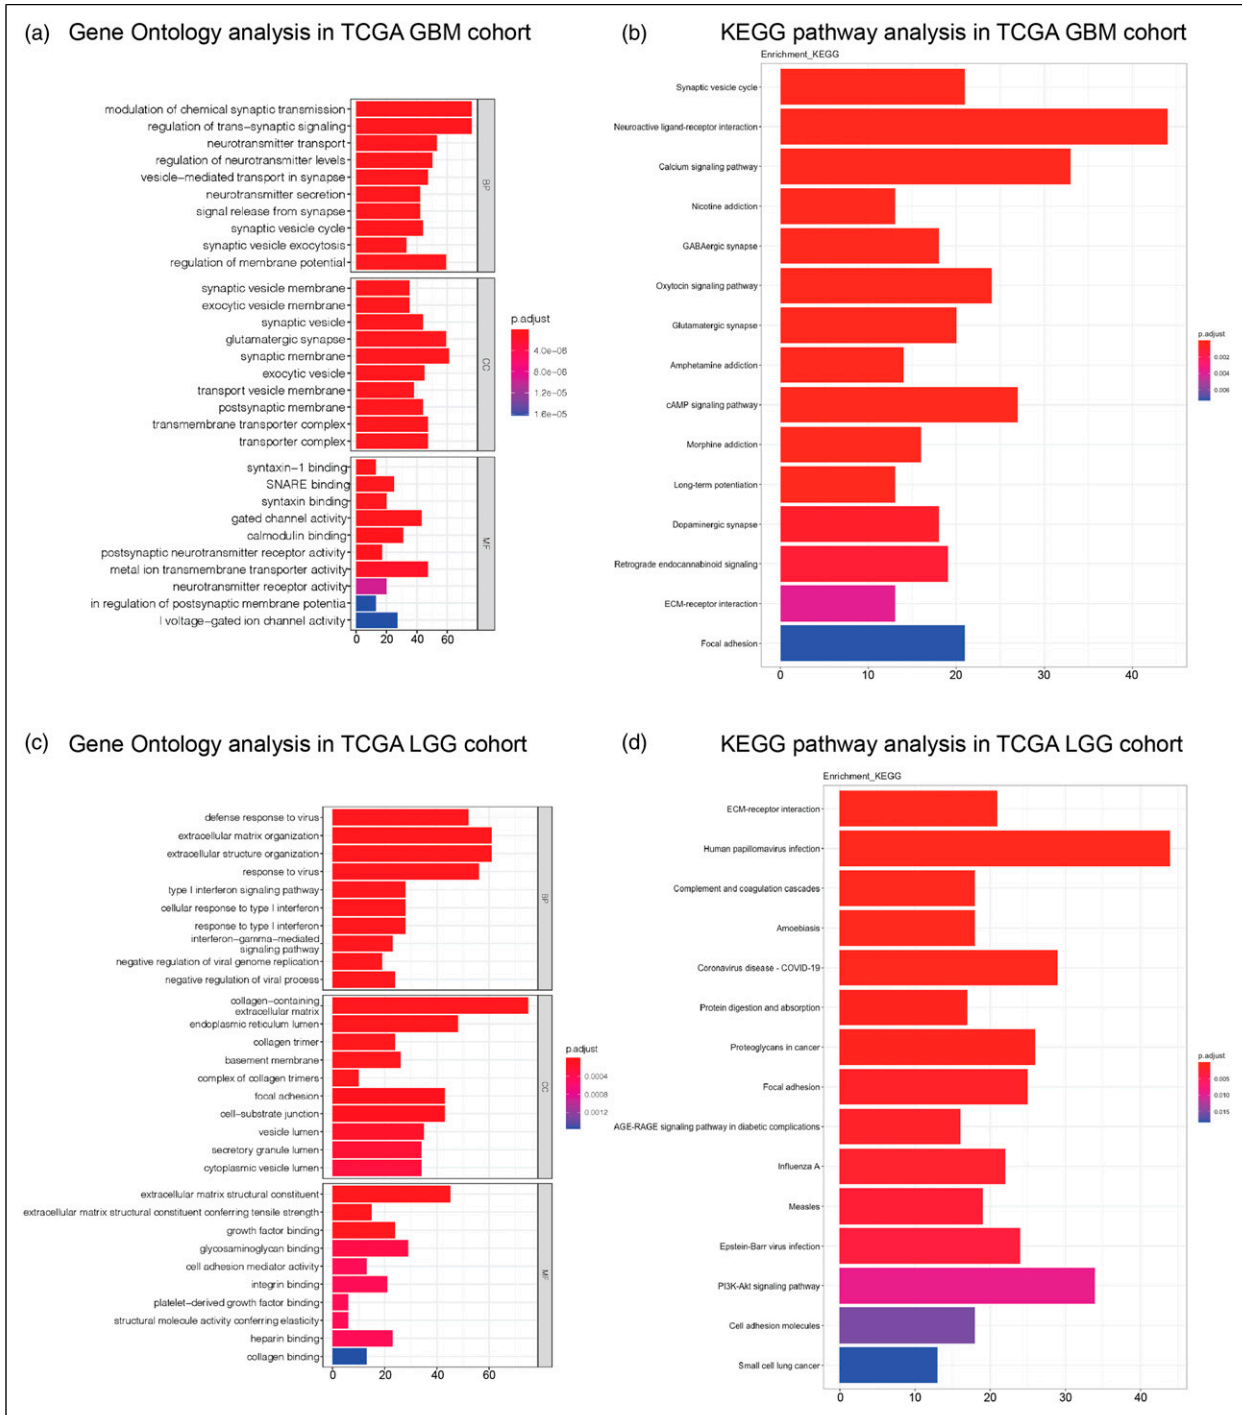 (a) Gene Ontology analysis in TCGA GBM cohort
modulation of chemical synaptic transmission
regulation of trans−synaptic signaling
neurotransmitter transport
regulation of neurotransmitter levels
vesicle−mediated transport in synapse
neurotransmitter secretion
signal release from synapse
synaptic vesicle cycle
synaptic vesicle exocytosis
regulation of membrane potential
BP
synaptic vesicle membrane
exocytic vesicle membrane
synaptic vesicle
glutamatergic synapse
synaptic membrane
exocytic vesicle
transport vesicle membrane
postsynaptic membrane
transmembrane transporter complex
transporter complex
CC
syntaxin−1 binding
SNARE binding
syntaxin binding
gated channel activity
calmodulin binding
postsynaptic neurotransmitter receptor activity
metal ion transmembrane transporter activity
neurotransmitter receptor activity
in regulation of postsynaptic membrane potentia
l voltage−gated ion channel activity
MF
0 20 40 60
p.adjust
4.0e−06
8.0e−06
1.2e−05
1.6e−05
(b) KEGG pathway analysis in TCGA GBM cohort
Enrichment_KEGG
Synaptic vesicle cycle
Neuroactive ligand-receptor interaction
Calcium signaling pathway
Nicotine addiction
GABAergic synapse
Oxytocin signaling pathway
Glutamatergic synapse
Amphetamine addiction
cAMP signaling pathway
Morphine addiction
Long-term potentiation
Dopaminergic synapse
Retrograde endocannabinoid signaling
ECM-receptor interaction
Focal adhesion
0 10 20 30 40
p.adjust
0.002
0.004
0.006
(c) Gene Ontology analysis in TCGA LGG cohort
defense response to virus
extracellular matrix organization
extracellular structure organization
response to virus
type I interferon signaling pathway
cellular response to type I interferon
response to type I interferon
interferon−gamma−mediated
signaling pathway
negative regulation of viral genome replication
negative regulation of viral process
BP
collagen−containing
extracellular matrix
endoplasmic reticulum lumen
collagen trimer
basement membrane
complex of collagen trimers
focal adhesion
cell−substrate junction
vesicle lumen
secretory granule lumen
cytoplasmic vesicle lumen
CC
extracellular matrix structural constituent
extracellular matrix structural constituent conferring tensile strength
growth factor binding
glycosaminoglycan binding
cell adhesion mediator activity
integrin binding
platelet−derived growth factor binding
structural molecule activity conferring elasticity
heparin binding
collagen binding
MF
0 20 40 60
p.adjust
0.0004
0.0008
0.0012
(d) KEGG pathway analysis in TCGA LGG cohort
Enrichment_KEGG
ECM-receptor interaction
Human papillomavirus infection
Complement and coagulation cascades
Amoebiasis
Coronavirus disease - COVID-19
Protein digestion and absorption
Proteoglycans in cancer
Focal adhesion
AGE-RAGE signaling pathway in diabetic complications
Influenza A
Measles
Epstein-Barr virus infection
PI3K-Akt signaling pathway
Cell adhesion molecules
Small cell lung cancer
0 10 20 30 40
p.adjust
0.005
0.010
0.015